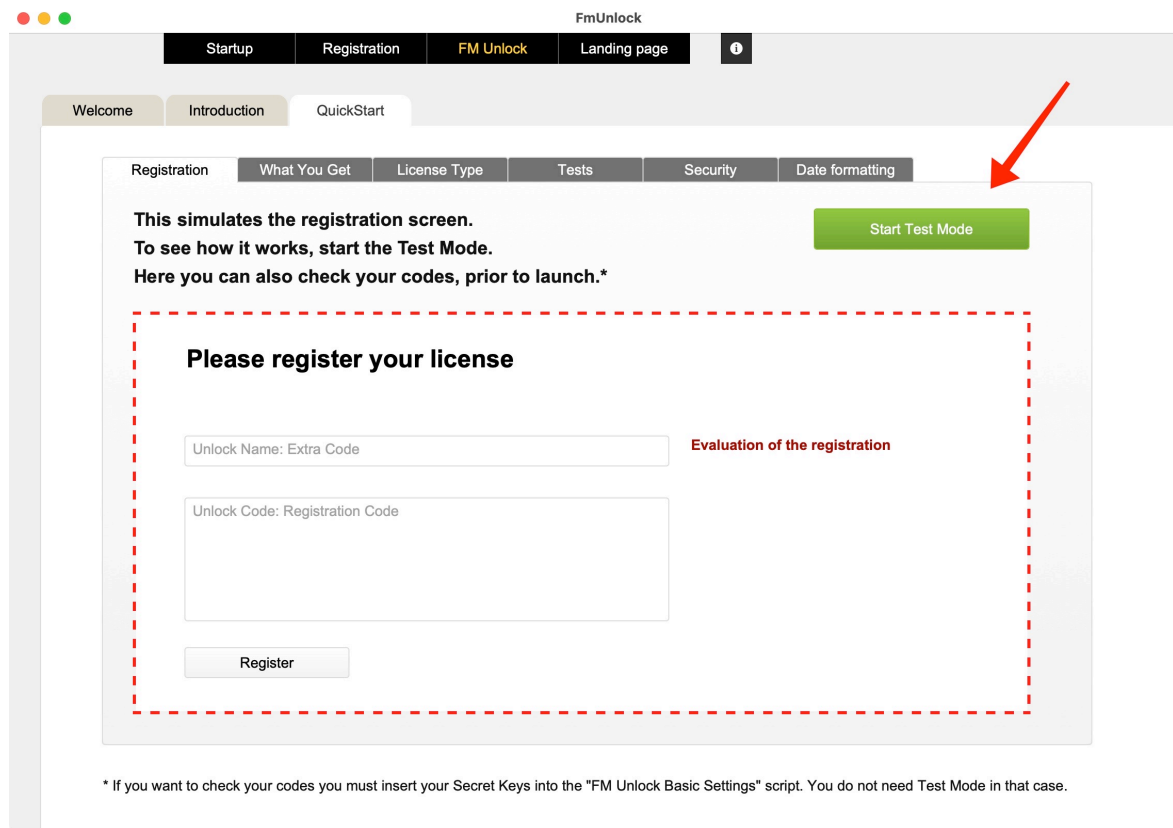 FmUnlock
Startup Registration FM Unlock Landing page
Welcome Introduction QuickStart
Registration What You Get License Type Tests Security Date formatting
This simulates the registration screen.
To see how it works, start the Test Mode.
Here you can also check your codes, prior to launch.*
Start Test Mode
Please register your license
Unlock Name: Extra Code
Evaluation of the registration
Unlock Code: Registration Code
Register
* If you want to check your codes you must insert your Secret Keys into the "FM Unlock Basic Settings" script. You do not need Test Mode in that case.